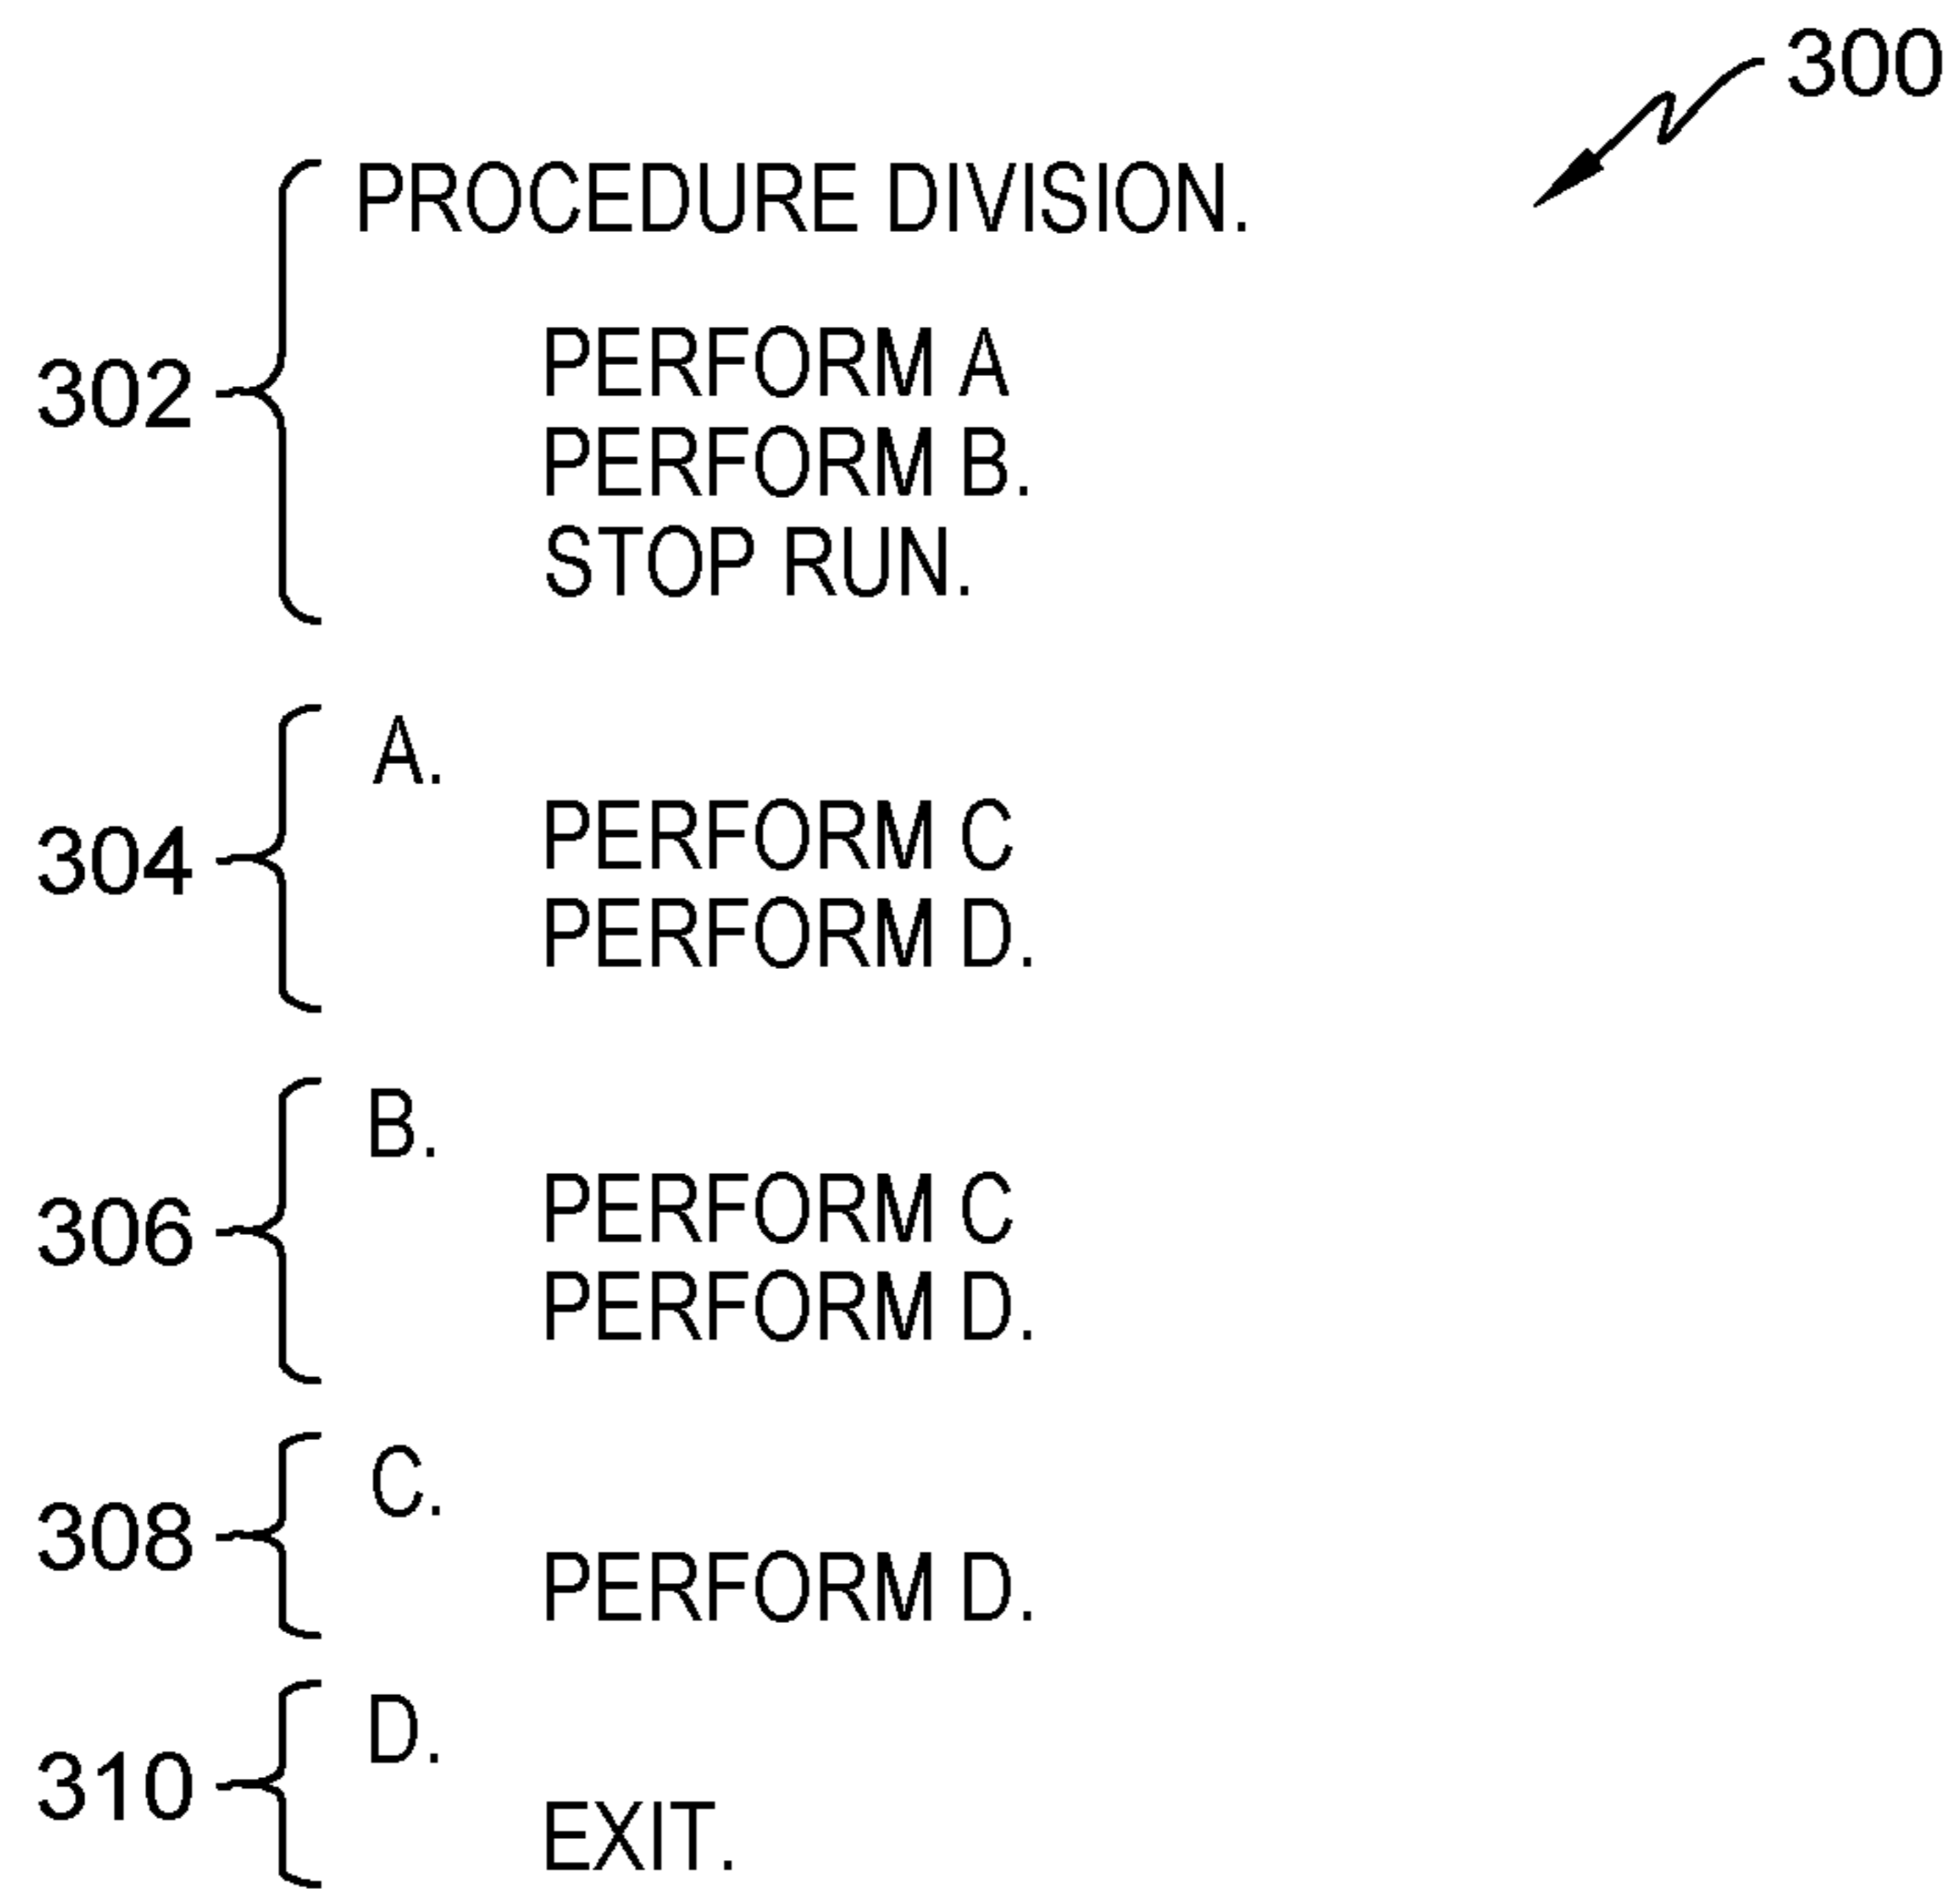 300
PROCEDURE DIVISION.
302
PERFORM A
PERFORM B.
STOP RUN.
304
A.
PERFORM C
PERFORM D.
306
B.
PERFORM C
PERFORM D.
308
C.
PERFORM D.
310
D.
EXIT.